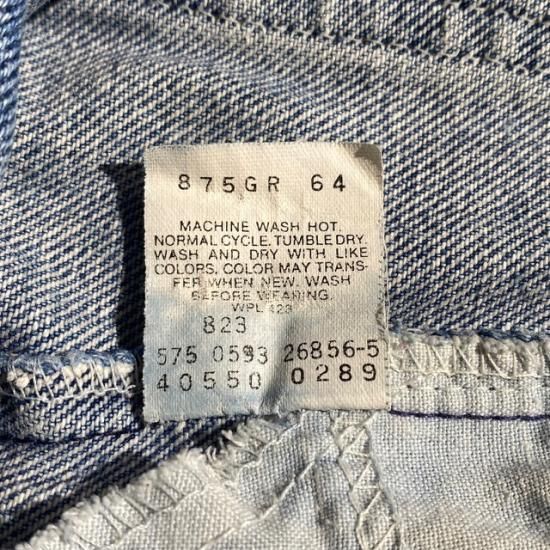 875GR 64
MACHINE WASH HOT.
NORMAL CYCLE. TUMBLE DRY.
WASH AND DRY WITH LIKE
COLORS. COLOR MAY TRANS-
FER WHEN NEW. WASH
BEFORE WEARING.
WPL 423
823
575 0593 26856-5
40550 0289